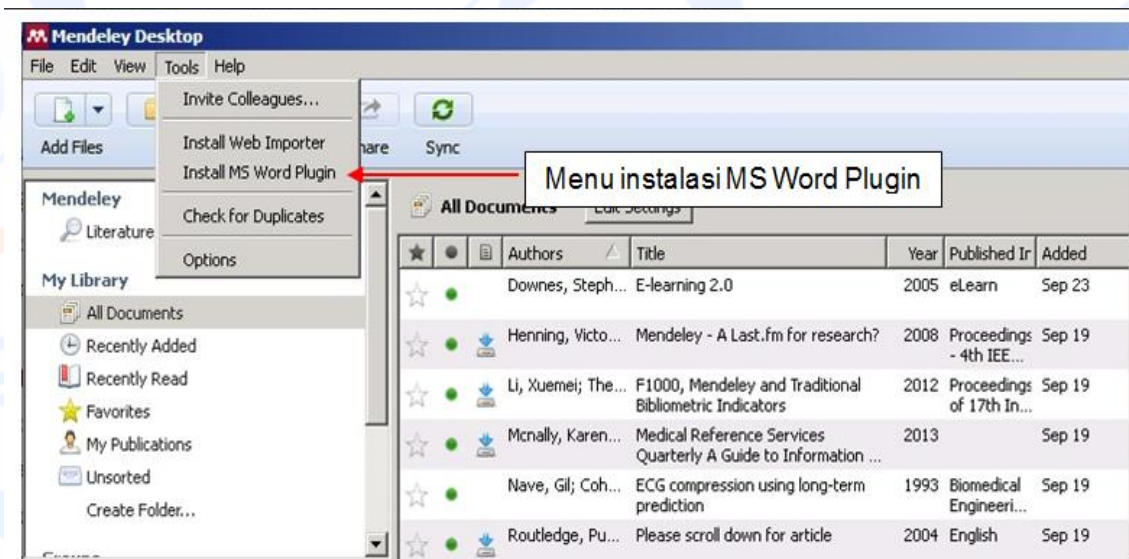 Mendeley Desktop
File Edit View Tools Help
Invite Colleagues...
Install Web Importer
Install MS Word Plugin
Check for Duplicates
Options
Add Files
Sync
Menu instalasi MS Word Plugin
Mendeley
Literature
My Library
All Documents
Recently Added
Recently Read
Favorites
My Publications
Unsorted
Create Folder...
All Documents Edit Settings
Authors Title Year Published In Added
Downes, Steph... E-learning 2.0 2005 eLearn Sep 23
Henning, Victo... Mendeley - A Last.fm for research? 2008 Proceedings Sep 19
- 4th IEE...
Li, Xuemei; The... F1000, Mendeley and Traditional 2012 Proceedings Sep 19
Bibliometric Indicators of 17th In...
Mcnally, Karen... Medical Reference Services 2013 Sep 19
Quarterly A Guide to Information ...
Nave, Gil; Coh... ECG compression using long-term 1993 Biomedical Sep 19
prediction Engineeri...
Routledge, Pu... Please scroll down for article 2004 English Sep 19